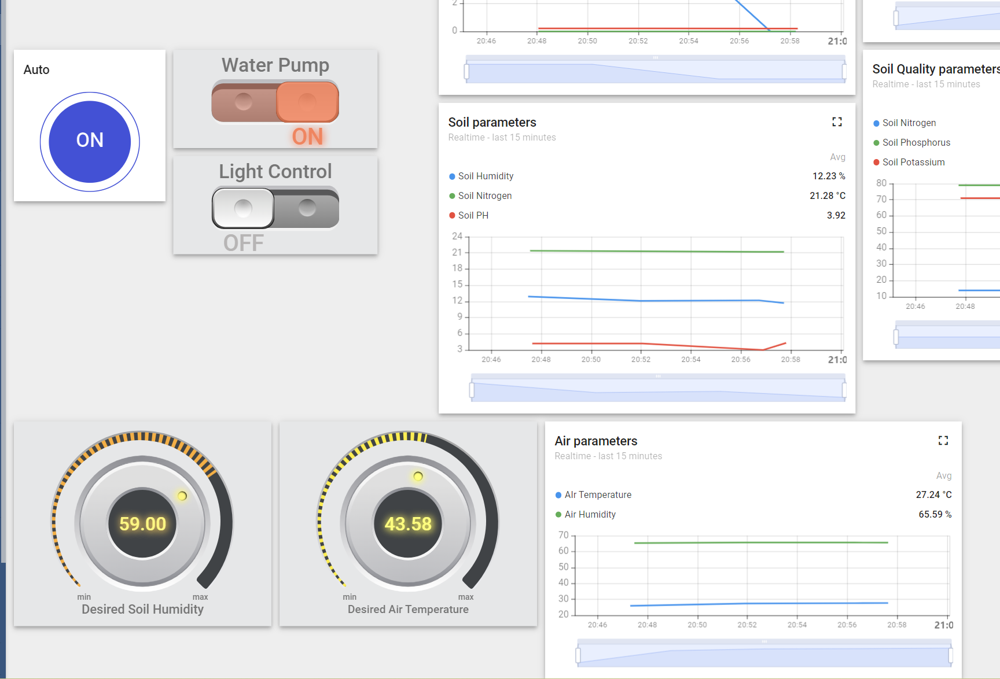 2
0
20:46 20:48 20:50 20:52 20:54 20:56 20:58 21:0
Auto
ON
Water Pump
ON
Light Control
OFF
Soil parameters
Realtime - last 15 minutes
Avg
Soil Humidity 12.23 %
Soil Nitrogen 21.28 °C
Soil PH 3.92
24
21
18
15
12
9
6
3
20:46 20:48 20:50 20:52 20:54 20:56 20:58 21:0
Soil Quality parameters
Realtime - last 15 minutes
Soil Nitrogen
Soil Phosphorus
Soil Potassium
80
70
60
50
40
30
20
10
20:46 20:48
59.00
min max
Desired Soil Humidity
43.58
min max
Desired Air Temperature
Air parameters
Realtime - last 15 minutes
Avg
AIr Temperature 27.24 °C
Air Humidity 65.59 %
70
60
50
40
30
20
20:46 20:48 20:50 20:52 20:54 20:56 20:58 21:0